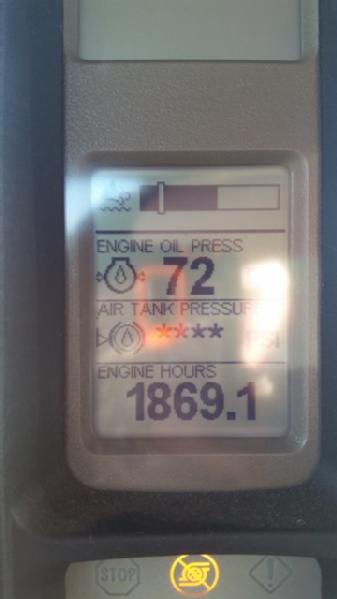 ENGINE OIL PRESS
72
AIR TANK PRESSURE
**** PSI
ENGINE HOURS
1869.1
STOP